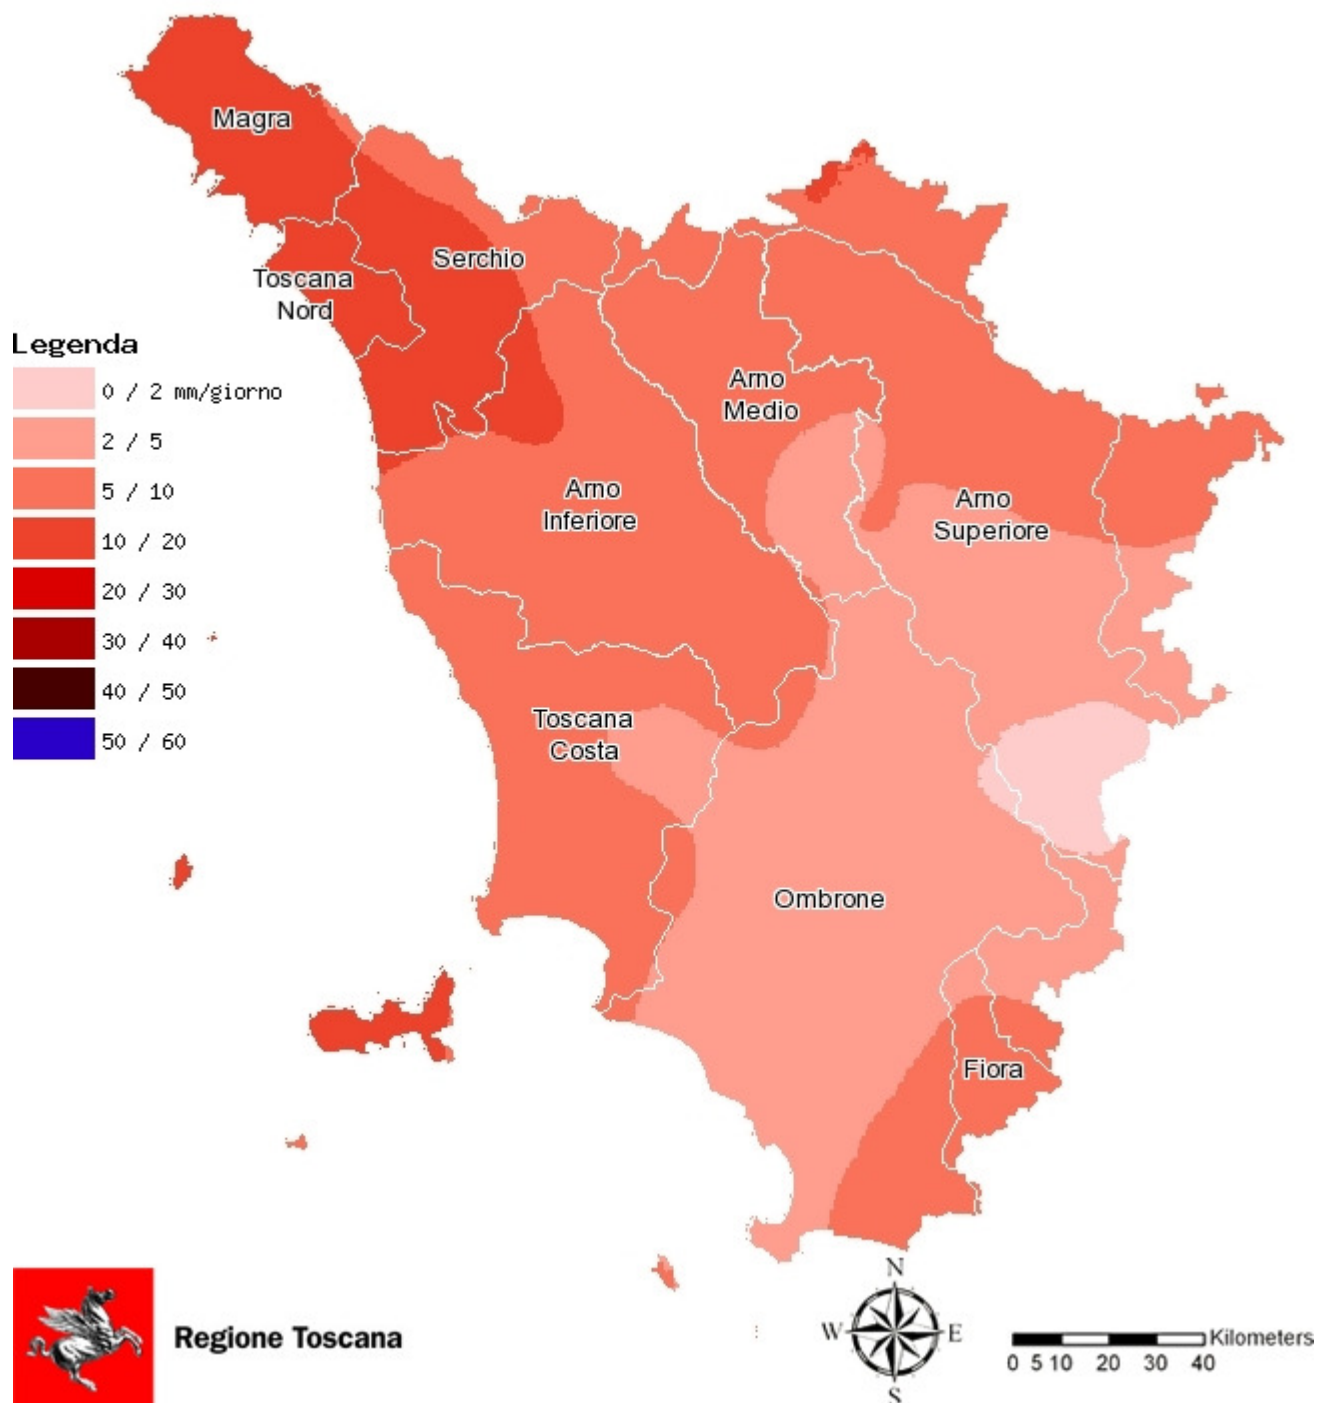 Magra
Serchio
Toscana
Nord
Legenda
0 / 2 mm/giorno
2 / 5
5 / 10
10 / 20
20 / 30
30 / 40
40 / 50
50 / 60
Arno
Medio
Arno
Inferiore
Arno
Superiore
Toscana
Costa
Ombrone
Fiora
Regione Toscana
N
W E
S
Kilometers
0 5 10 20 30 40